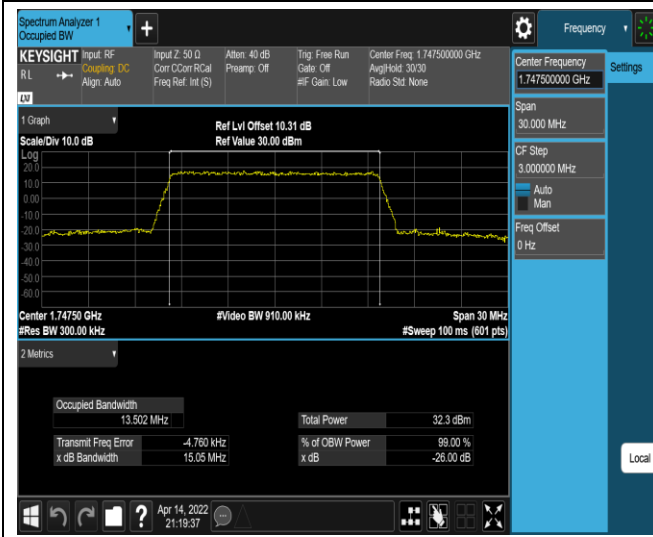 Spectrum Analyzer 1
Occupied BW
Frequency
KEYSIGHT
Input: RF
Coupling: DC
Align: Auto
Input Z: 50 Ω
Corr CCorr RCal
Freq Ref: Int (S)
Atten: 40 dB
Preamp: Off
Trig: Free Run
Gate: Off
#IF Gain: Low
Center Freq: 1.747500000 GHz
Avg|Hold: 30/30
Radio Std: None
RL
LXI
1 Graph
Scale/Div 10.0 dB
Ref Lvl Offset 10.31 dB
Ref Value 30.00 dBm
Log
20.0
10.0
0.00
-10.0
-20.0
-30.0
-40.0
-50.0
-60.0
Center 1.74750 GHz
#Video BW 910.00 kHz
Span 30 MHz
#Res BW 300.00 kHz
#Sweep 100 ms (601 pts)
2 Metrics
Occupied Bandwidth
13.502 MHz
Total Power 32.3 dBm
Transmit Freq Error -4.760 kHz
% of OBW Power 99.00 %
x dB Bandwidth 15.05 MHz
x dB -26.00 dB
Apr 14, 2022
21:19:37
Center Frequency
1.747500000 GHz
Settings
Span
30.000 MHz
CF Step
3.000000 MHz
Auto
Man
Freq Offset
0 Hz
Local